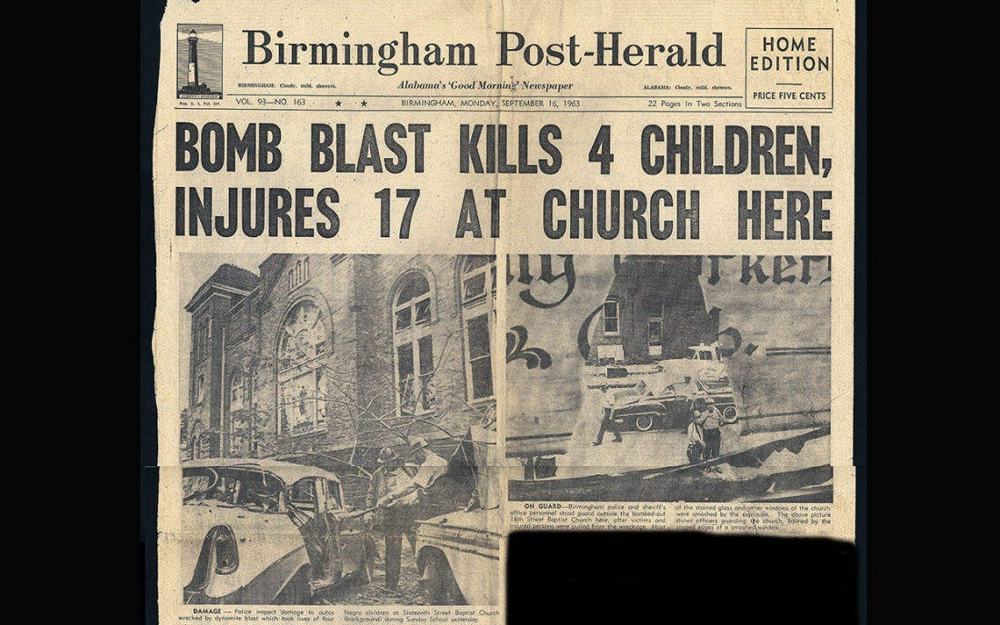 Birmingham Post-Herald
HOME
EDITION
PRICE FIVE CENTS
BIRMINGHAM: Cloudy, mild, showers.
Alabama's 'Good Morning' Newspaper
ALABAMA: Cloudy, mild, showers.
Reg. U. S. Pat. Off.
VOL. 93—NO. 163 ★ ★ BIRMINGHAM, MONDAY, SEPTEMBER 16, 1963 22 Pages In Two Sections
BOMB BLAST KILLS 4 CHILDREN,
INJURES 17 AT CHURCH HERE
ON GUARD—Birmingham police and sheriff's
office personnel stood guard outside the bombed-out
16th Street Baptist Church here, after victims and
injured persons were pulled from the wreckage. Most
of the stained glass and other windows of the church
were smashed by the explosion. The above picture
shows officers guarding the church, framed by the
jagged edges of a smashed window.
DAMAGE — Police inspect damage to autos
wrecked by dynamite blast which took lives of four
Negro children at Sixteenth Street Baptist Church
(background) during Sunday School yesterday.